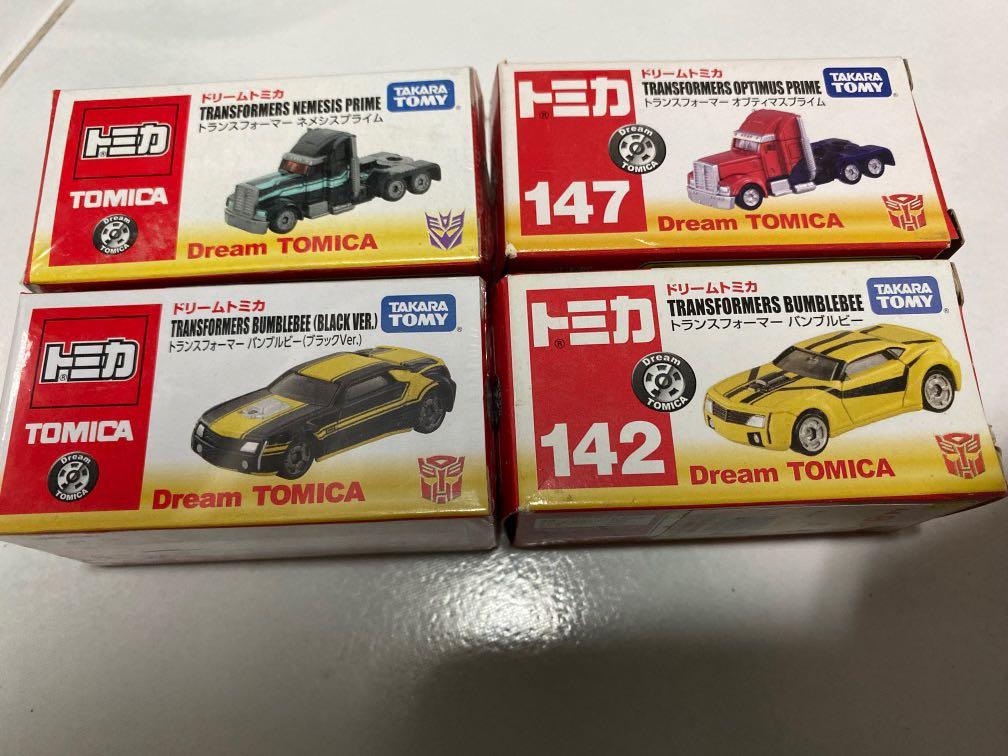 ドリームトミカ
TRANSFORMERS NEMESIS PRIME
トランスフォーマー ネメシスプライム
TAKARA TOMY
トミカ
®
TOMICA
Dream TOMICA
Dream TOMICA
ドリームトミカ
TRANSFORMERS OPTIMUS PRIME
トランスフォーマー オプティマスプライム
TAKARA TOMY
トミカ
®
Dream TOMICA
147
Dream TOMICA
ドリームトミカ
TRANSFORMERS BUMBLEBEE (BLACK VER.)
トランスフォーマー バンブルビー(ブラックVer.)
TAKARA TOMY
トミカ
®
TOMICA
Dream TOMICA
Dream TOMICA
ドリームトミカ
TRANSFORMERS BUMBLEBEE
トランスフォーマー バンブルビー
TAKARA TOMY
トミカ
®
Dream TOMICA
142
Dream TOMICA